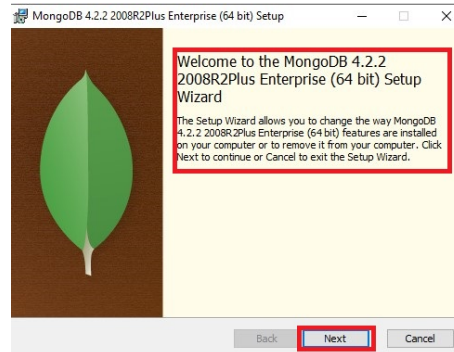 MongoDB 4.2.2 2008R2Plus Enterprise (64 bit) Setup
Welcome to the MongoDB 4.2.2
2008R2Plus Enterprise (64 bit) Setup
Wizard
The Setup Wizard allows you to change the way MongoDB
4.2.2 2008R2Plus Enterprise (64 bit) features are installed
on your computer or to remove it from your computer. Click
Next to continue or Cancel to exit the Setup Wizard.
Back Next Cancel